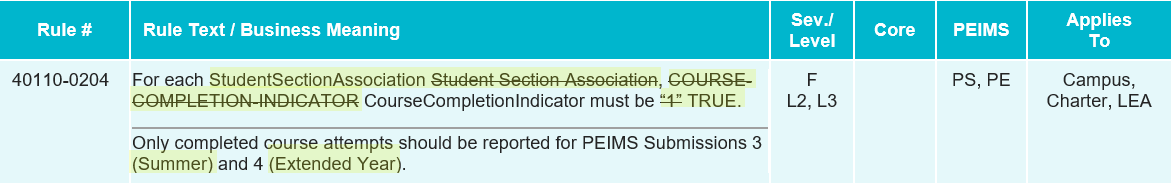 Rule # Rule Text / Business Meaning Sev./ Level Core PEIMS Applies To
40110-0204 For each StudentSectionAssociation Student Section Association, COURSE- F PS, PE Campus,
COMPLETION-INDICATOR CourseCompletionIndicator must be “1” TRUE. L2, L3 Charter, LEA
Only completed course attempts should be reported for PEIMS Submissions 3
(Summer) and 4 (Extended Year).